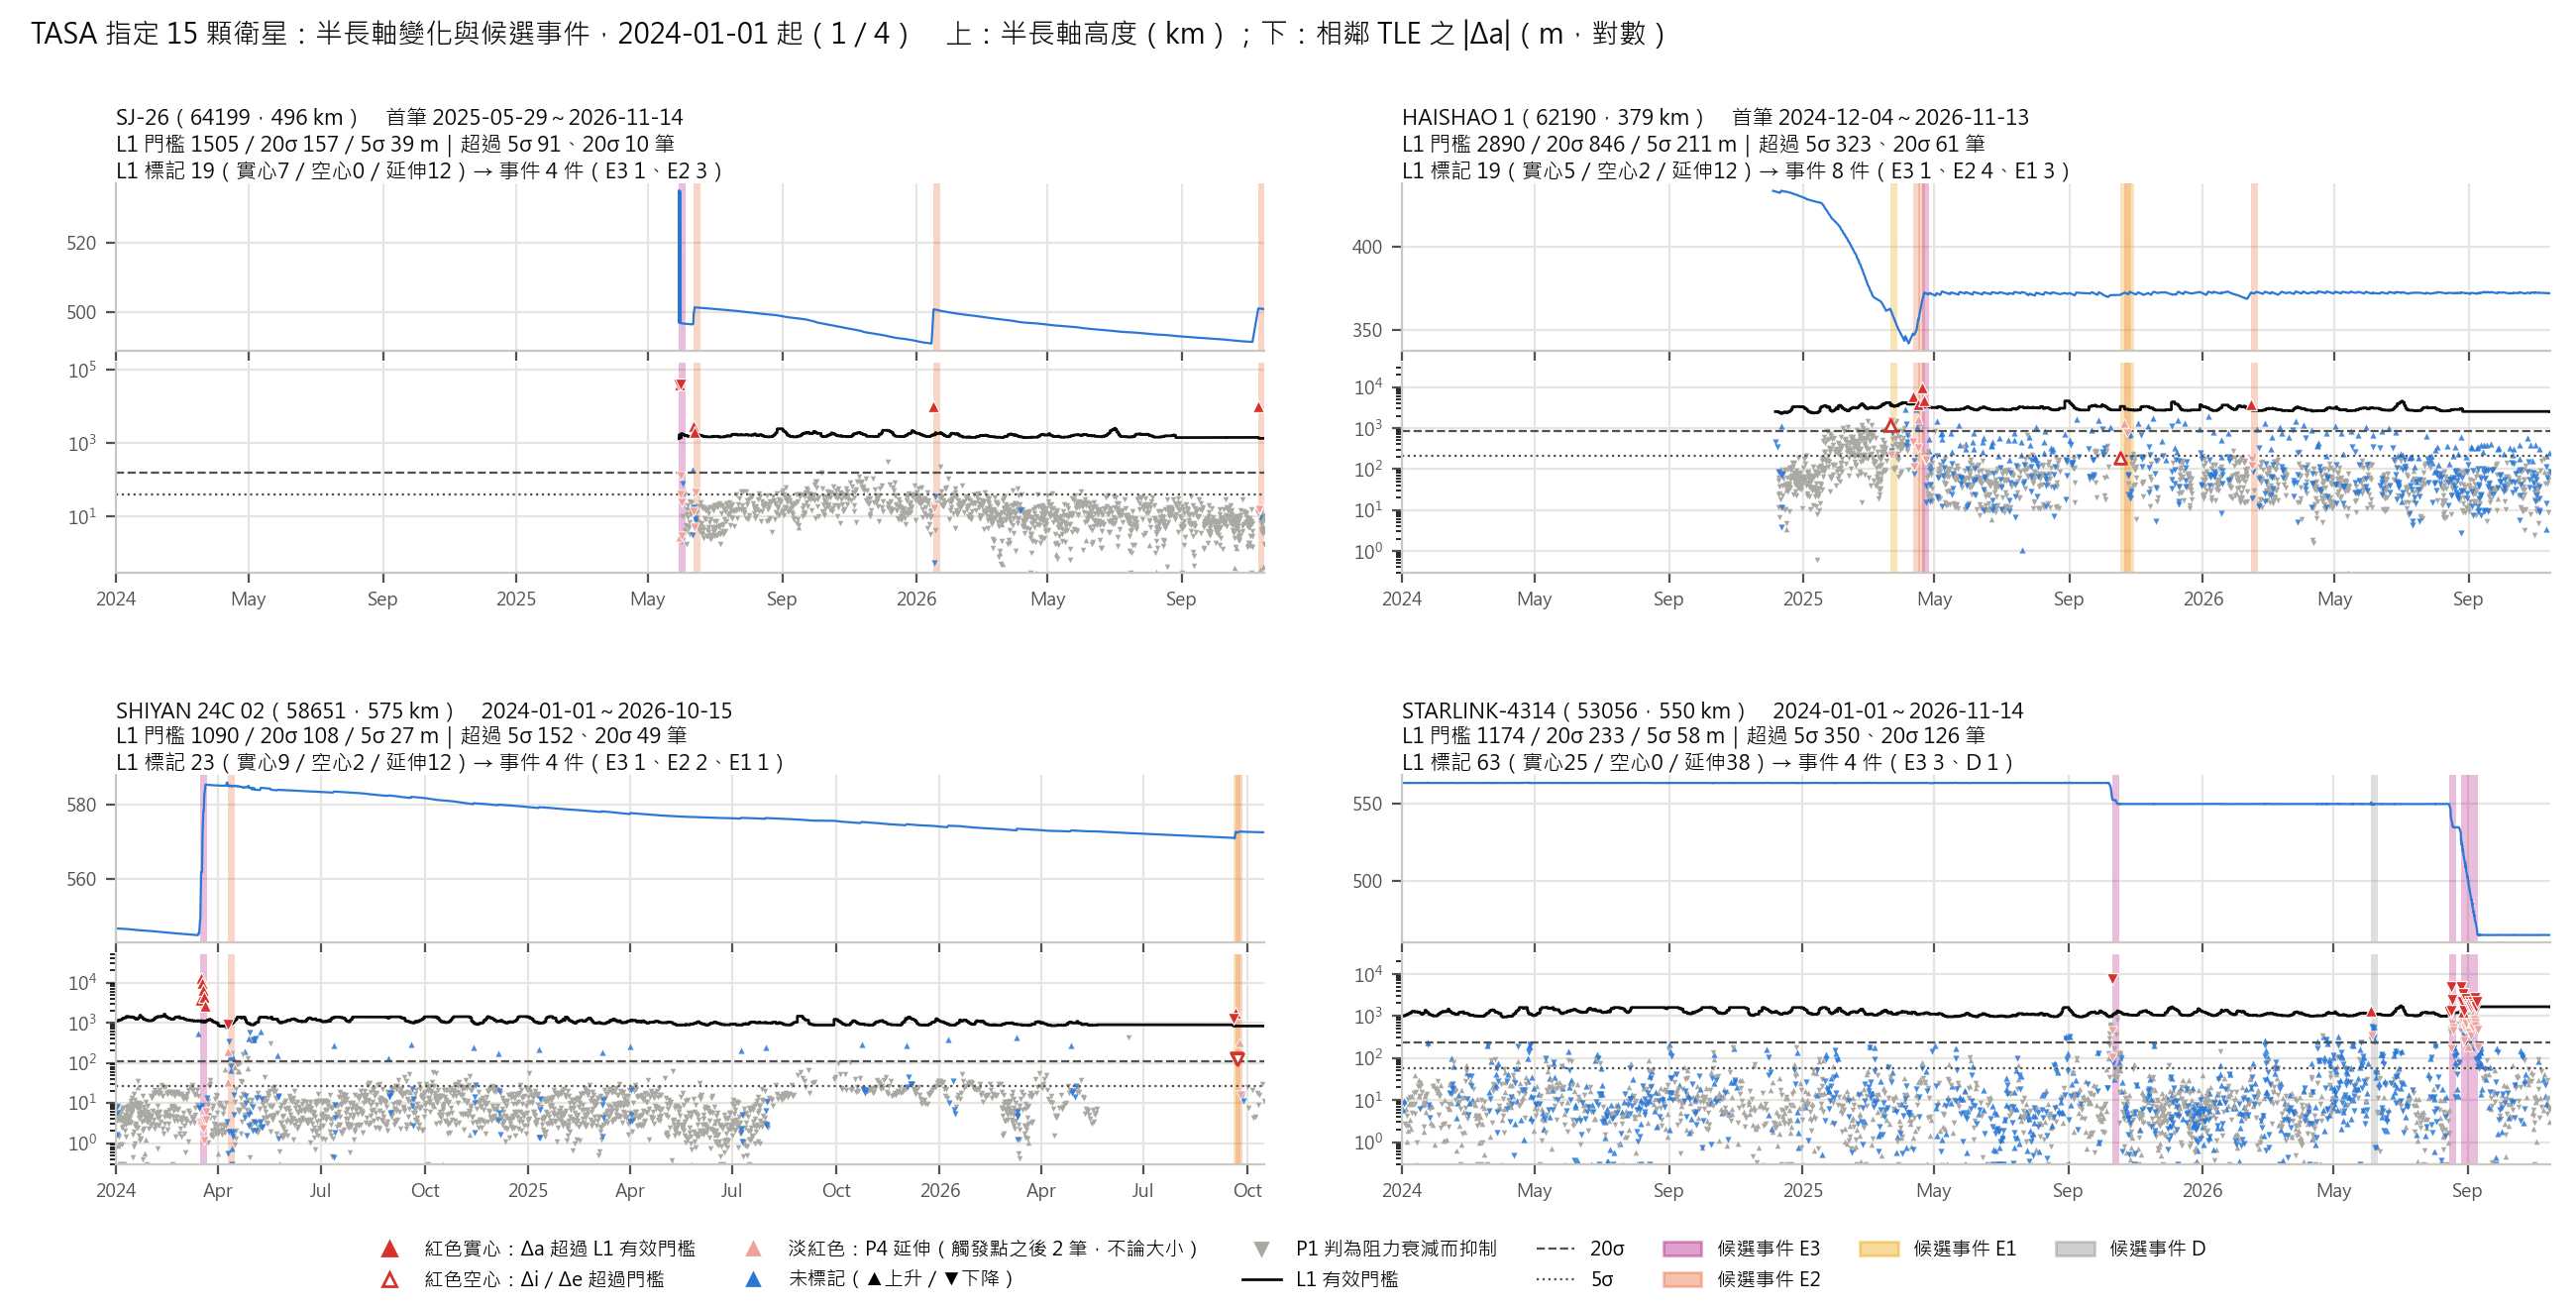 TASA 指定 15 顆衛星：半長軸變化與候選事件，2024-01-01 起（1 / 4） 上：半長軸高度（km）；下：相鄰 TLE 之 |Δa|（m，對數）
SJ-26（64199 · 496 km） 首筆 2025-05-29～2026-11-14
L1 門檻 1505 / 20σ 157 / 5σ 39 m｜超過 5σ 91、20σ 10 筆
L1 標記 19（實心7 / 空心0 / 延伸12）→ 事件 4 件（E3 1、E2 3）
520
500
10⁵
10³
10¹
2024 May Sep 2025 May Sep 2026 May Sep
HAISHAO 1（62190 · 379 km） 首筆 2024-12-04～2026-11-13
L1 門檻 2890 / 20σ 846 / 5σ 211 m｜超過 5σ 323、20σ 61 筆
L1 標記 19（實心5 / 空心2 / 延伸12）→ 事件 8 件（E3 1、E2 4、E1 3）
400
350
10⁴
10³
10²
10¹
10⁰
2024 May Sep 2025 May Sep 2026 May Sep
SHIYAN 24C 02（58651 · 575 km） 2024-01-01～2026-10-15
L1 門檻 1090 / 20σ 108 / 5σ 27 m｜超過 5σ 152、20σ 49 筆
L1 標記 23（實心9 / 空心2 / 延伸12）→ 事件 4 件（E3 1、E2 2、E1 1）
580
560
10⁴
10³
10²
10¹
10⁰
2024 Apr Jul Oct 2025 Apr Jul Oct 2026 Apr Jul Oct
STARLINK-4314（53056 · 550 km） 2024-01-01～2026-11-14
L1 門檻 1174 / 20σ 233 / 5σ 58 m｜超過 5σ 350、20σ 126 筆
L1 標記 63（實心25 / 空心0 / 延伸38）→ 事件 4 件（E3 3、D 1）
550
500
10⁴
10³
10²
10¹
10⁰
2024 May Sep 2025 May Sep 2026 May Sep
紅色實心：Δa 超過 L1 有效門檻 淡紅色：P4 延伸（觸發點之後 2 筆，不論大小） P1 判為阻力衰減而抑制 20σ 候選事件 E3 候選事件 E1 候選事件 D
紅色空心：Δi / Δe 超過門檻 未標記（▲上升 / ▼下降） L1 有效門檻 5σ 候選事件 E2